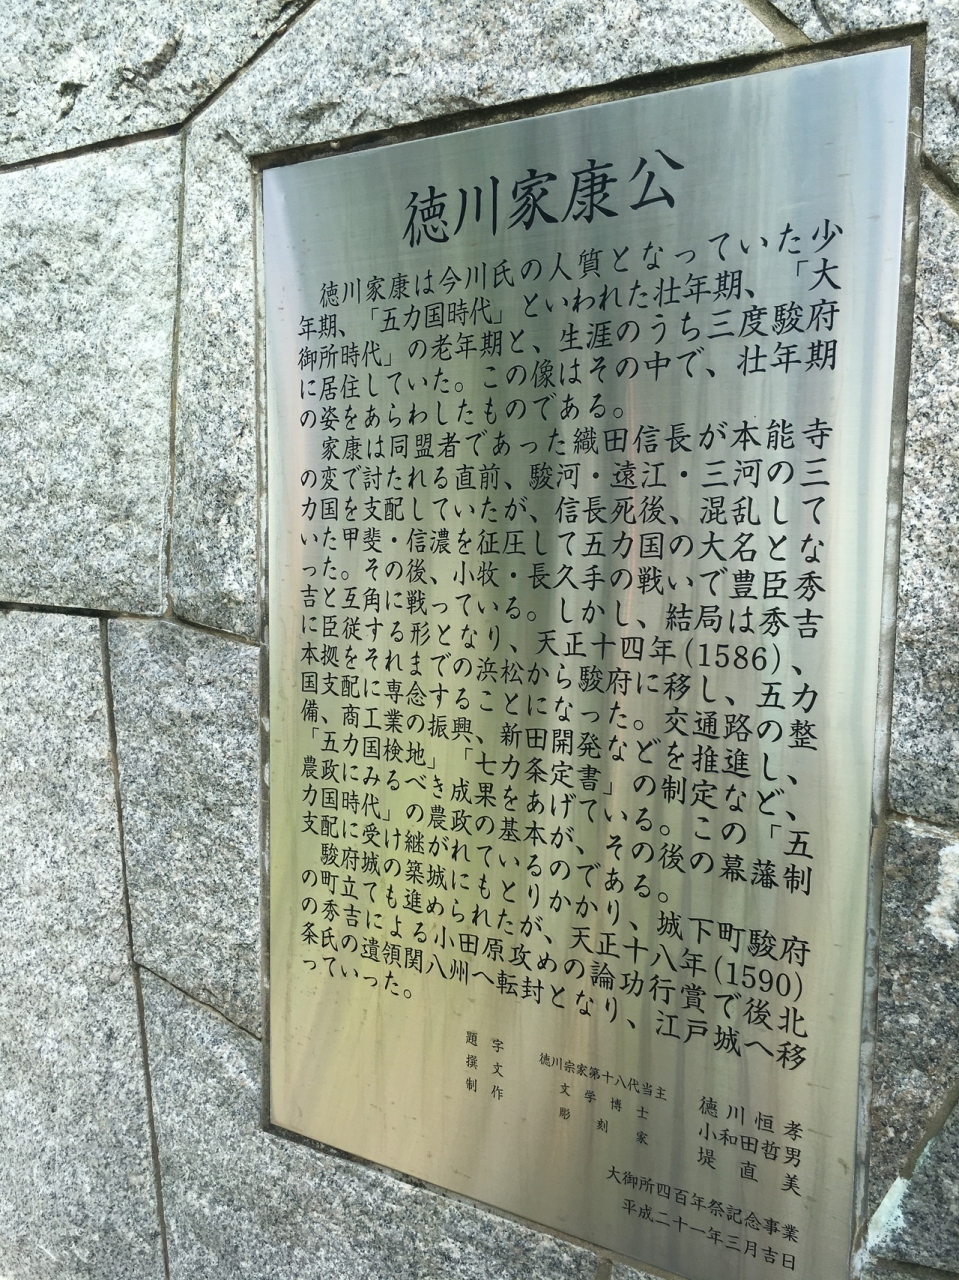 徳川家康公
徳川家康は今川氏の人質となっていた少
年期、「五カ国時代」といわれた壮年期、「大
御所時代」の老年期と、生涯のうち三度駿府
に居住していた。この像はその中で、壮年期
の姿をあらわしたものである。
家康は同盟者であった織田信長が本能寺
の変で討たれる直前、駿河・遠江・三河の三
カ国を支配していたが、信長死後、混乱して
いた甲斐・信濃を征圧して五カ国の大名とな
った。その後、小牧・長久手の戦いで豊臣秀
吉と互角に戦っている。しかし、結局は秀吉
に臣従する形となり、天正十四年(1586)、
本拠をそれまでの浜松から駿府に移し、五カ
国支配に専念することになった。交通路の整
備、商工業の振興、新田開発などを推進し、
「五カ国検地」、「七カ条定書」の制定など、
農政にみるべき成果をあげている。この「五
カ国時代」の農政の基本が、その後の幕藩制
支配に受け継がれているのである。
駿府城の築城にもとりかかり、城下町駿府
の町立ても進められたが、天正十八年(1590)
の秀吉による小田原攻めの論功行賞で後北
条氏の遺領関八州へ転封となり、江戸城へ移
っていった。
題字 徳川宗家第十八代当主 徳川恒孝
撰文 文学博士 小和田哲男
制作 彫刻家 堤直美
大御所四百年祭記念事業
平成二十一年三月吉日